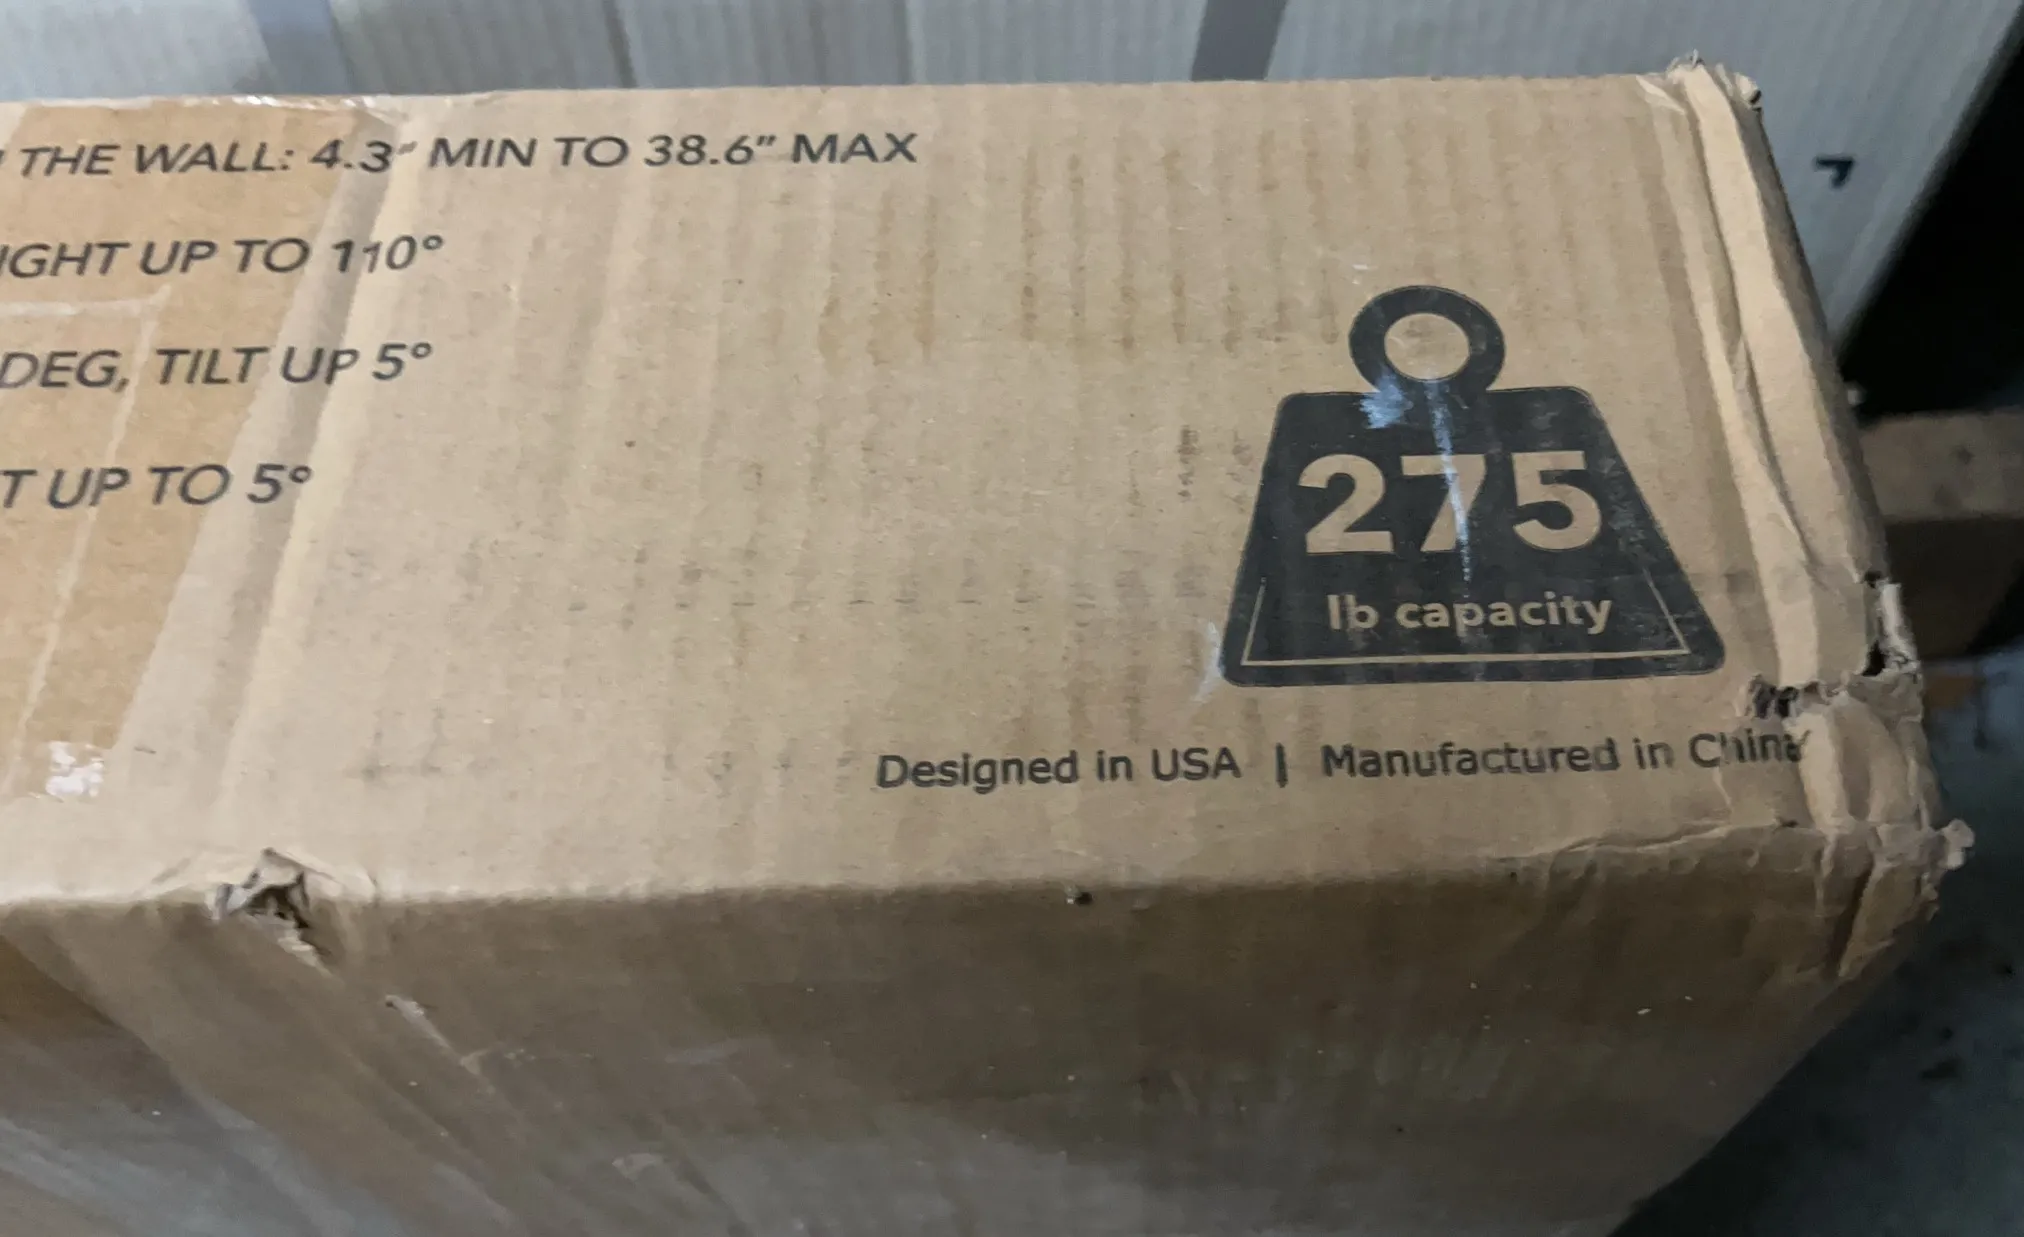 THE WALL: 4.3" MIN TO 38.6" MAX
IGHT UP TO 110°
DEG, TILT UP 5°
T UP TO 5°
275
lb capacity
Designed in USA | Manufactured in China